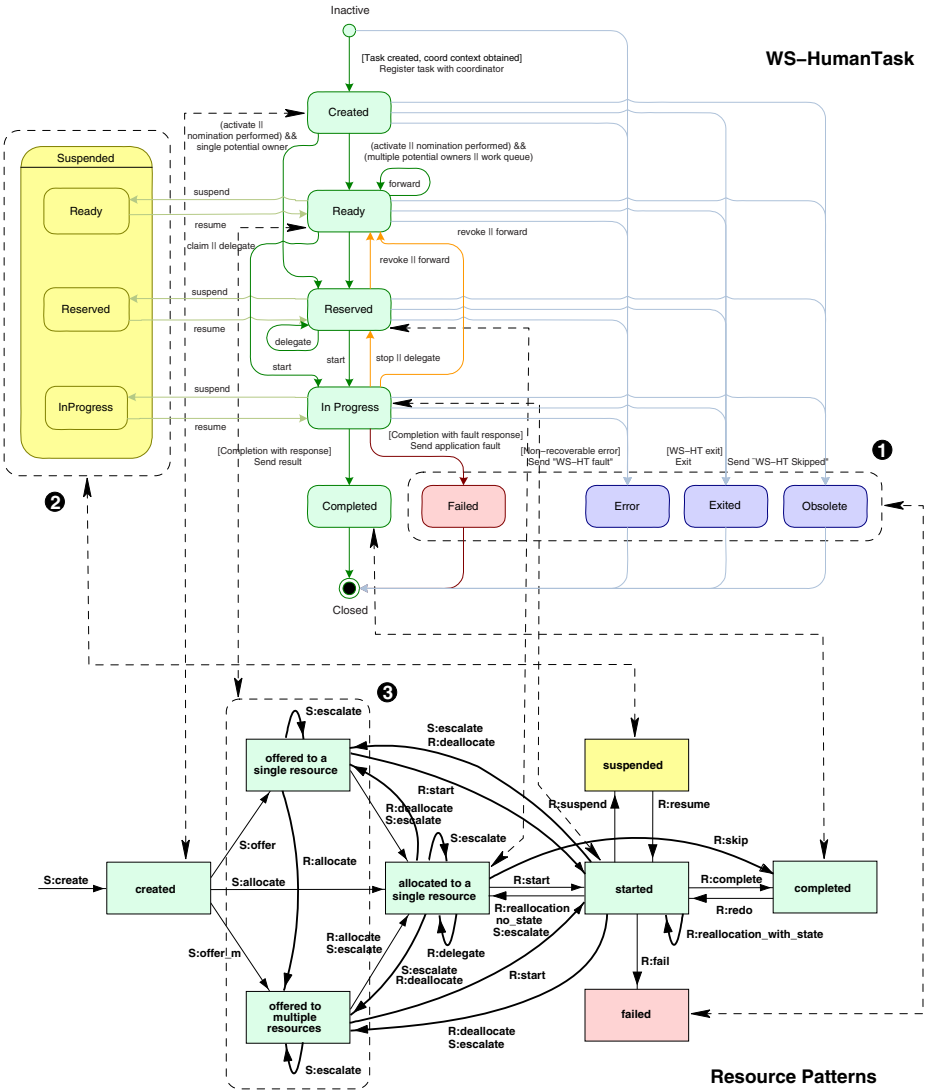 Inactive
WS–HumanTask
[Task created, coord context obtained]
Register task with coordinator
Created
(activate ||
nomination performed) &&
single potential owner
(activate || nomination performed) &&
(multiple potential owners || work queue)
Suspended
forward
Ready
suspend
Ready
resume
claim || delegate
revoke || forward
revoke || forward
Reserved
suspend
Reserved
resume
delegate
start
start
stop || delegate
InProgress
suspend
In Progress
resume
[Completion with response]
Send result
[Completion with fault response]
Send application fault
[Non–recoverable error]
Send "WS–HT fault"
[WS–HT exit]
Exit
Send ¨WS–HT Skipped"
1
2
Completed
Failed
Error
Exited
Obsolete
Closed
3
S:escalate
S:escalate
R:deallocate
offered to a
single resource
suspended
R:start
R:deallocate
S:escalate
R:suspend
R:resume
S:escalate
R:skip
S:offer
R:allocate
S:create
created
S:allocate
allocated to a
single resource
R:start
started
R:complete
completed
R:reallocation
no_state
S:escalate
R:redo
R:allocate
S:escalate
R:reallocation_with_state
S:offer_m
R:delegate
S:escalate
R:deallocate
R:start
R:fail
offered to
multiple
resources
failed
R:deallocate
S:escalate
S:escalate
Resource Patterns